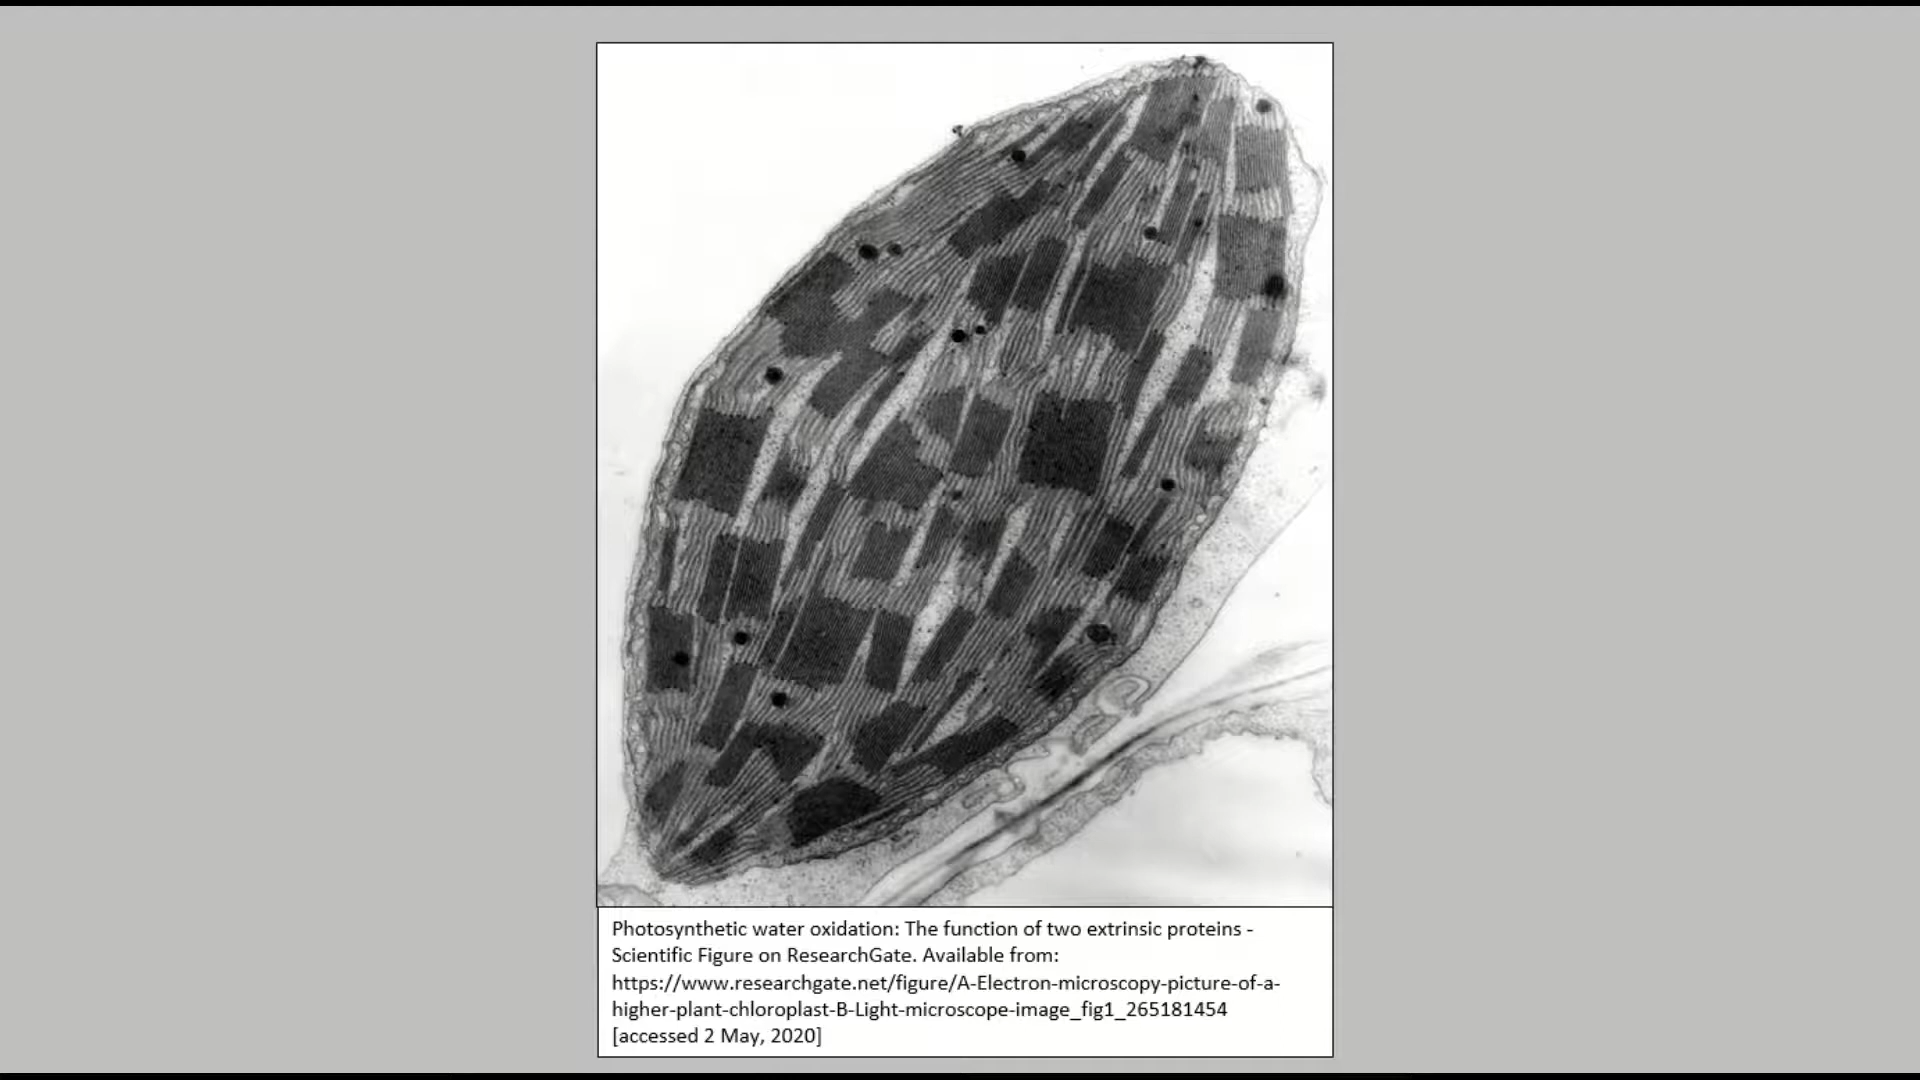 Photosynthetic water oxidation: The function of two extrinsic proteins -
Scientific Figure on ResearchGate. Available from:
https://www.researchgate.net/figure/A-Electron-microscopy-picture-of-a-
higher-plant-chloroplast-B-Light-microscope-image_fig1_265181454
[accessed 2 May, 2020]